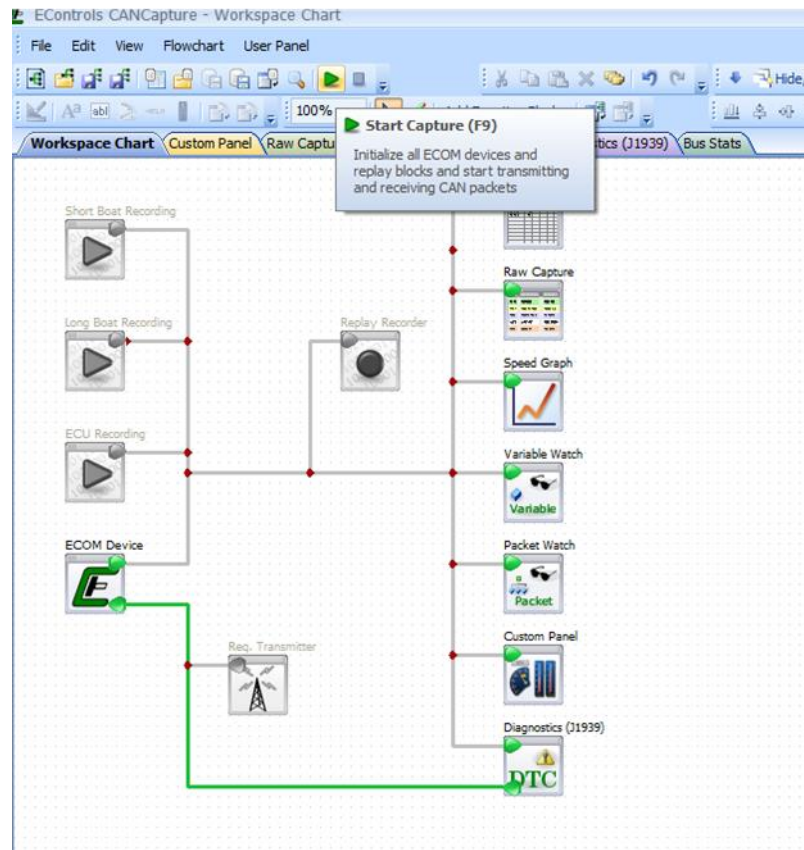 EControls CANCapture - Workspace Chart
File Edit View Flowchart User Panel
Hide,
abl
100%
Start Capture (F9)
Initialize all ECOM devices and
replay blocks and start transmitting
and receiving CAN packets
Workspace Chart Custom Panel Raw Captu tics (J1939) Bus Stats
Short Boat Recording
Raw Capture
Long Boat Recording
Replay Recorder
Speed Graph
ECU Recording
Variable Watch
Variable
ECOM Device
Packet Watch
Packet
Req. Transmitter
Custom Panel
Diagnostics (J1939)
DTC